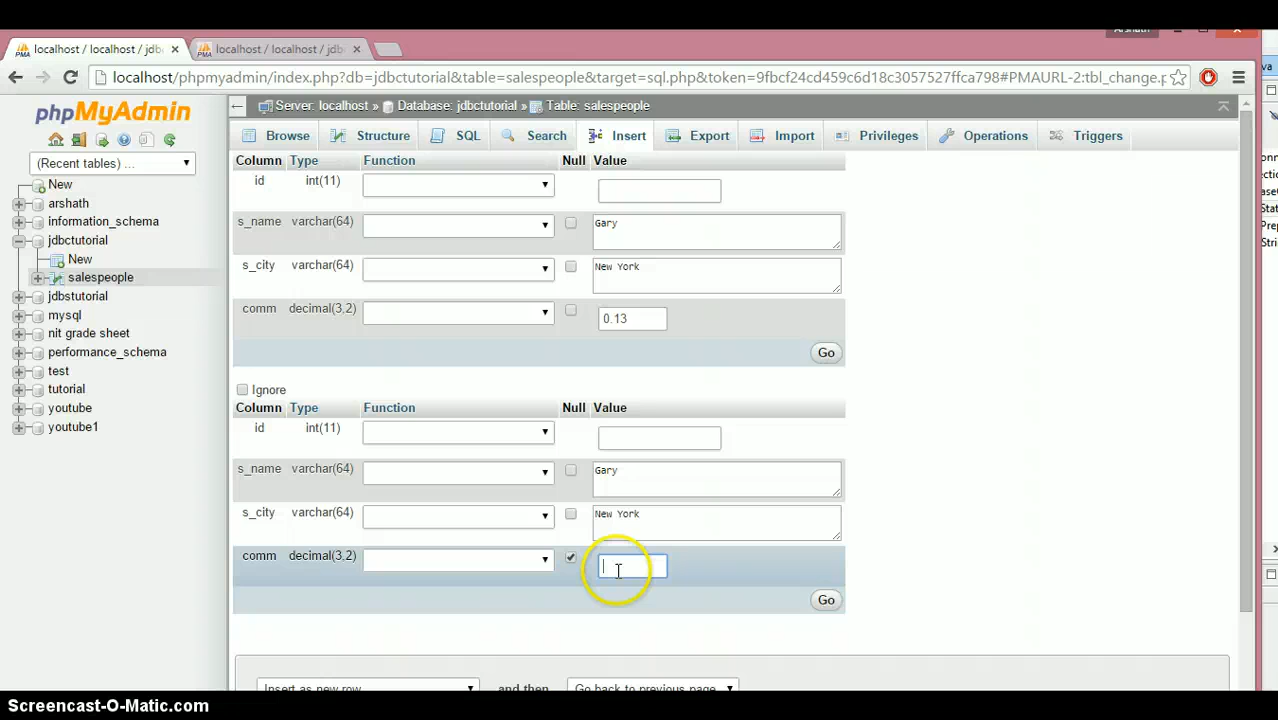 Arshath
localhost / localhost / jdb
localhost / localhost / jdb
localhost/phpmyadmin/index.php?db=jdbctutorial&table=salespeople&target=sql.php&token=9fbcf24cd459c6d18c3057527ffca798#PMAURL-2:tbl_change.p
phpMyAdmin
(Recent tables) ...
New
arshath
information_schema
jdbctutorial
New
salespeople
jdbstutorial
mysql
nit grade sheet
performance_schema
test
tutorial
youtube
youtube1
Server: localhost » Database: jdbctutorial » Table: salespeople
Browse Structure SQL Search Insert Export Import Privileges Operations Triggers
Column Type Function Null Value
id int(11)
s_name varchar(64) Gary
s_city varchar(64) New York
comm decimal(3,2) 0.13
Go
Ignore
Column Type Function Null Value
id int(11)
s_name varchar(64) Gary
s_city varchar(64) New York
comm decimal(3,2)
Go
Insert as new row and then Go back to previous page
Screencast-O-Matic.com